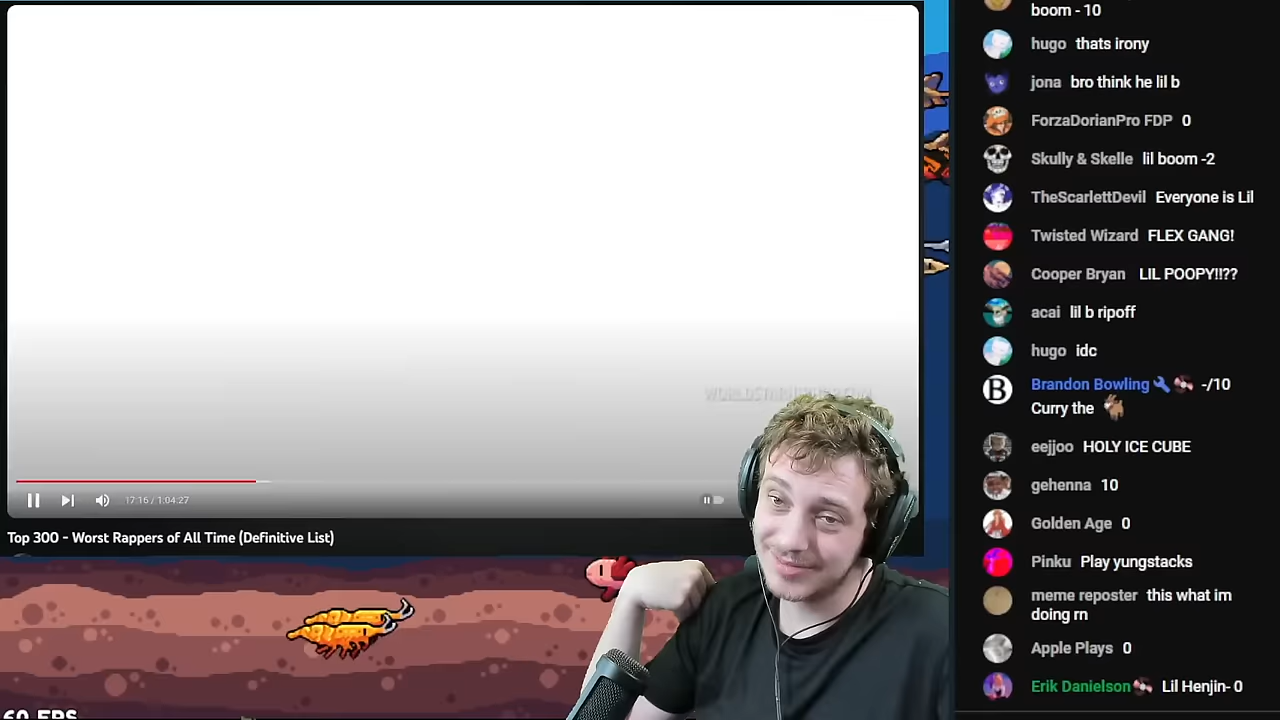 WORLDSTARHIPHOP.COM
17:16 / 1:04:27
Top 300 - Worst Rappers of All Time (Definitive List)
60 FPS
boom - 10
hugo thats irony
jona bro think he lil b
ForzaDorianPro FDP 0
Skully & Skelle lil boom -2
TheScarlettDevil Everyone is Lil
Twisted Wizard FLEX GANG!
Cooper Bryan LIL POOPY!!??
acai lil b ripoff
hugo idc
B
Brandon Bowling -/10
Curry the
eejjoo HOLY ICE CUBE
gehenna 10
Golden Age 0
Pinku Play yungstacks
meme reposter this what im
doing rn
Apple Plays 0
Erik Danielson Lil Henjin- 0